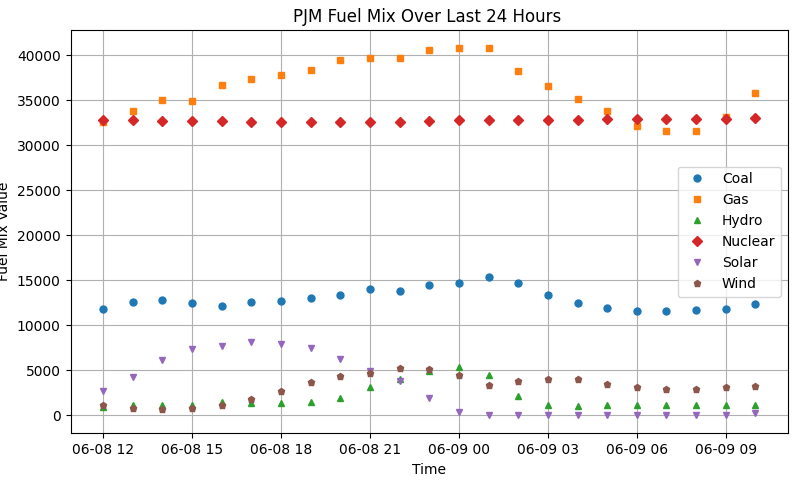 PJM Fuel Mix Over Last 24 Hours
40000
35000
30000
25000
20000
15000
10000
5000
0
Fuel Mix Value
Coal
Gas
Hydro
Nuclear
Solar
Wind
06-08 12
06-08 15
06-08 18
06-08 21
06-09 00
06-09 03
06-09 06
06-09 09
Time